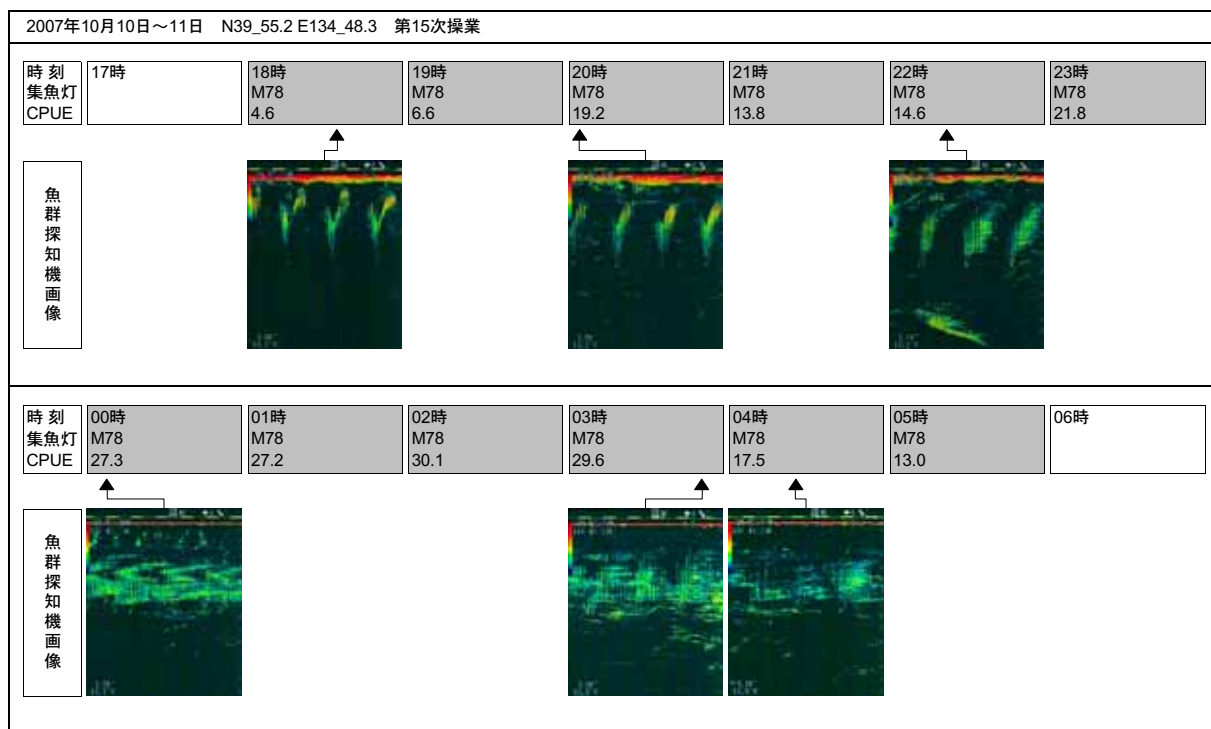 2007年10月10日～11日 N39_55.2 E134_48.3 第15次操業
時刻 17時 18時 19時 20時 21時 22時 23時
集魚灯 M78 M78 M78 M78 M78 M78
CPUE 4.6 6.6 19.2 13.8 14.6 21.8
魚群探知機画像
時刻 00時 01時 02時 03時 04時 05時 06時
集魚灯 M78 M78 M78 M78 M78 M78
CPUE 27.3 27.2 30.1 29.6 17.5 13.0
魚群探知機画像